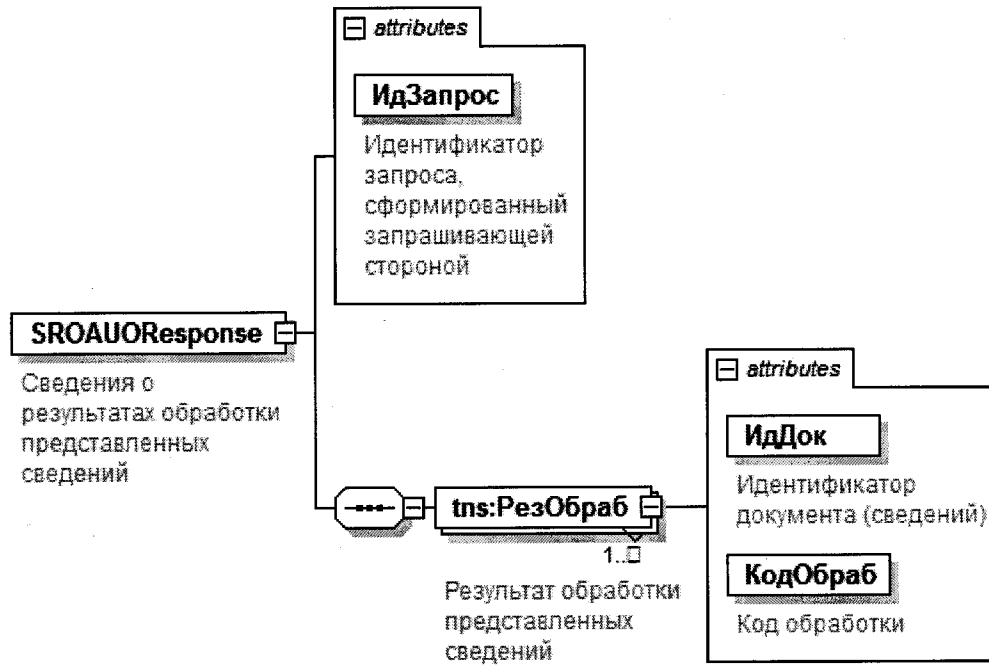 attributes
ИдЗапрос
Идентификатор
запроса,
сформированный
запрашивающей
стороной
SROAUOResponse
Сведения о
результатах обработки
представленных
сведений
tns:РезОбраб
1..
Результат обработки
представленных
сведений
attributes
ИдДок
Идентификатор
документа (сведений)
КодОбраб
Код обработки